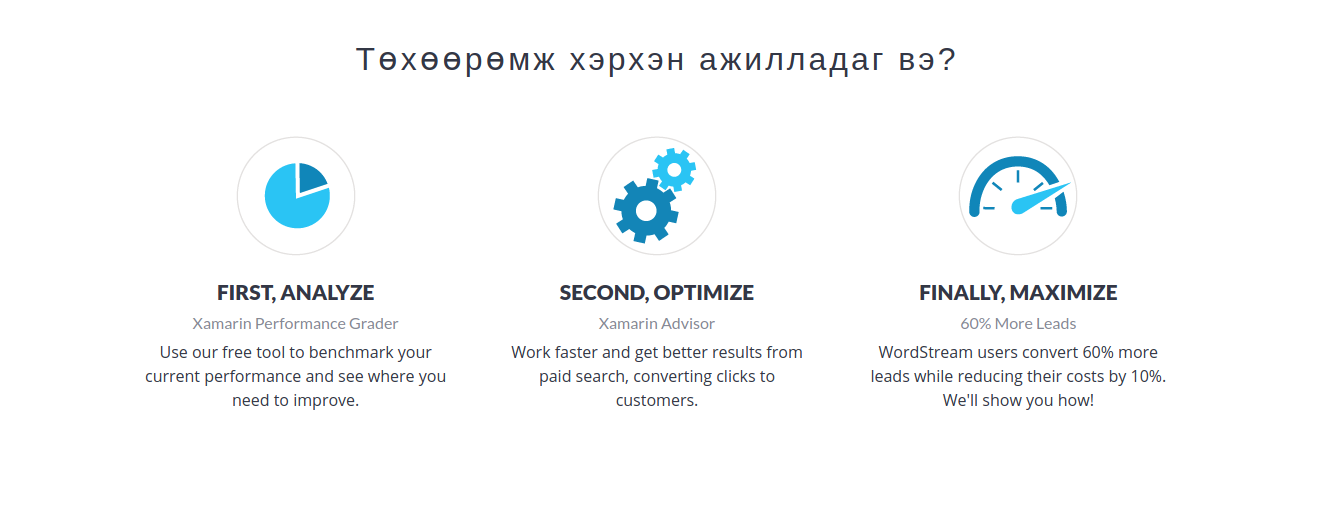 Төхөөрөмж хэрхэн ажилладаг вэ?
FIRST, ANALYZE
Xamarin Performance Grader
Use our free tool to benchmark your
current performance and see where you
need to improve.
SECOND, OPTIMIZE
Xamarin Advisor
Work faster and get better results from
paid search, converting clicks to
customers.
FINALLY, MAXIMIZE
60% More Leads
WordStream users convert 60% more
leads while reducing their costs by 10%.
We'll show you how!